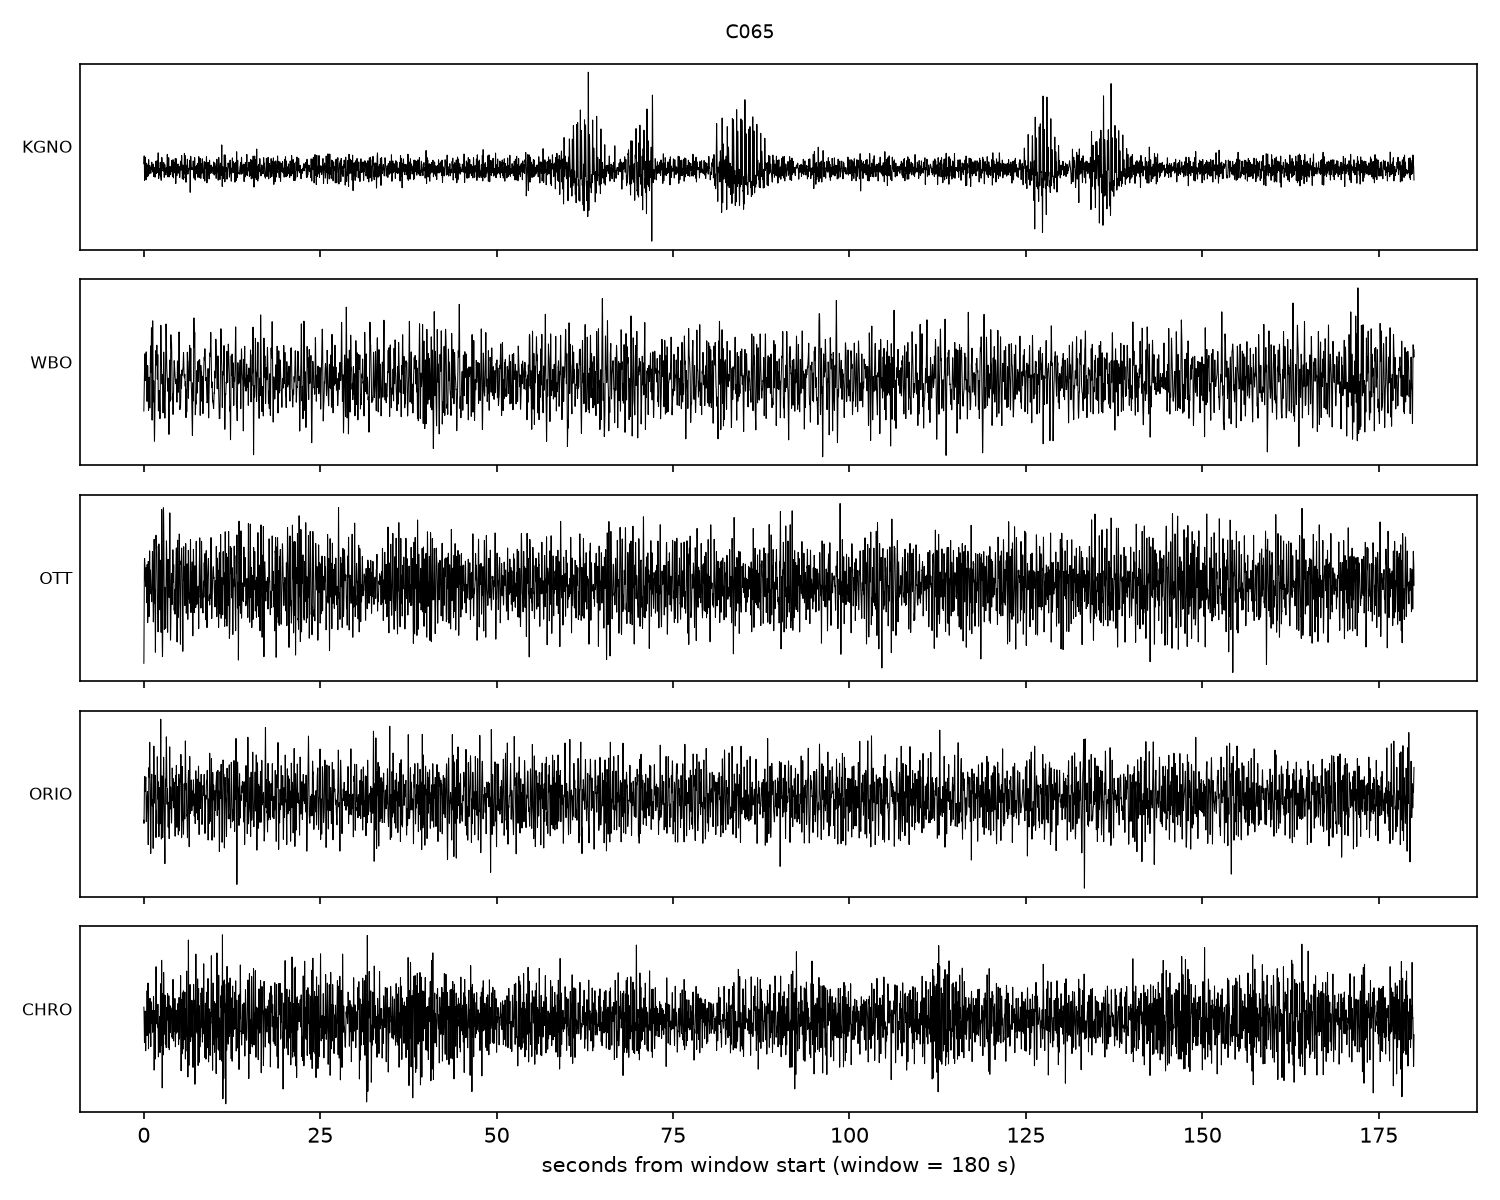 C065
KGNO
WBO
OTT
ORIO
CHRO
0 25 50 75 100 125 150 175
seconds from window start (window = 180 s)